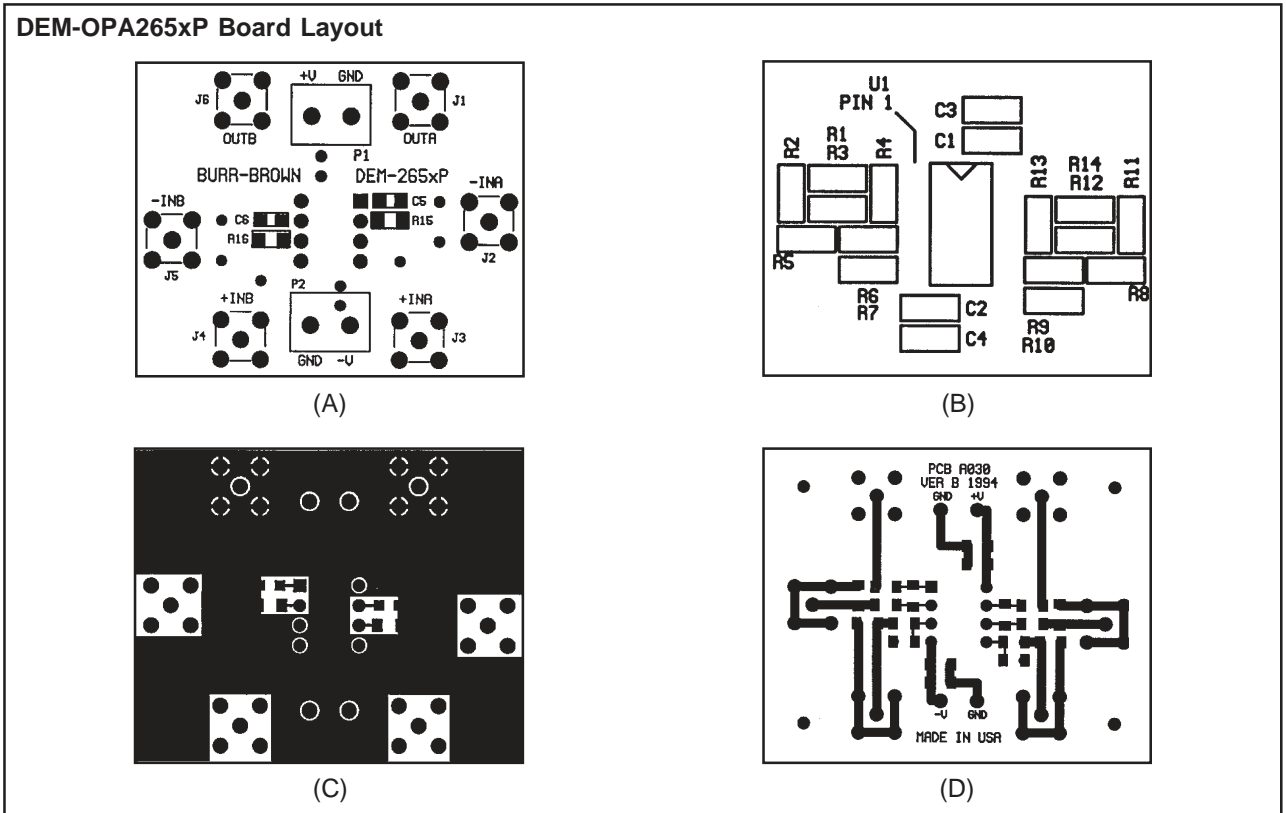 DEM-OPA265xP Board Layout
+V GND
J6
J1
OUTB
OUTA
P1
BURR-BROWN DEM-265xP
-INB
-INA
C5
C6
R15
R16
J5
J2
P2
+INB
+INA
J4
J3
GND -V
(A)
U1
PIN 1
C3
C1
R2
R1
R3
R4
R13
R14
R12
R11
R5
R6
R7
R8
C2
C4
R9
R10
(B)
(C)
PCB A030
VER B 1994
GND +V
-V GND
MADE IN USA
(D)